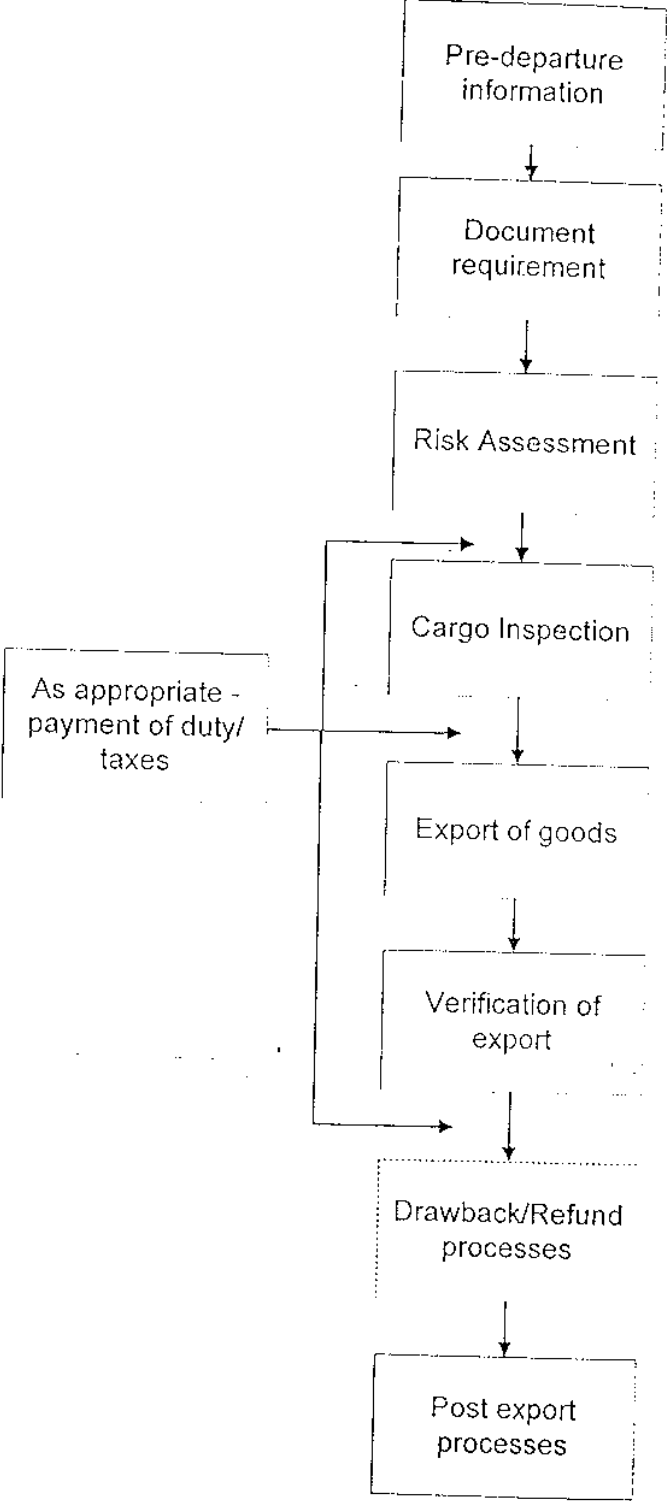 Pre-departure
information
Document
requirement
Risk Assessment
Cargo Inspection
As appropriate -
payment of duty/
taxes
Export of goods
Verification of
export
Drawback/Refund
processes
Post export
processes